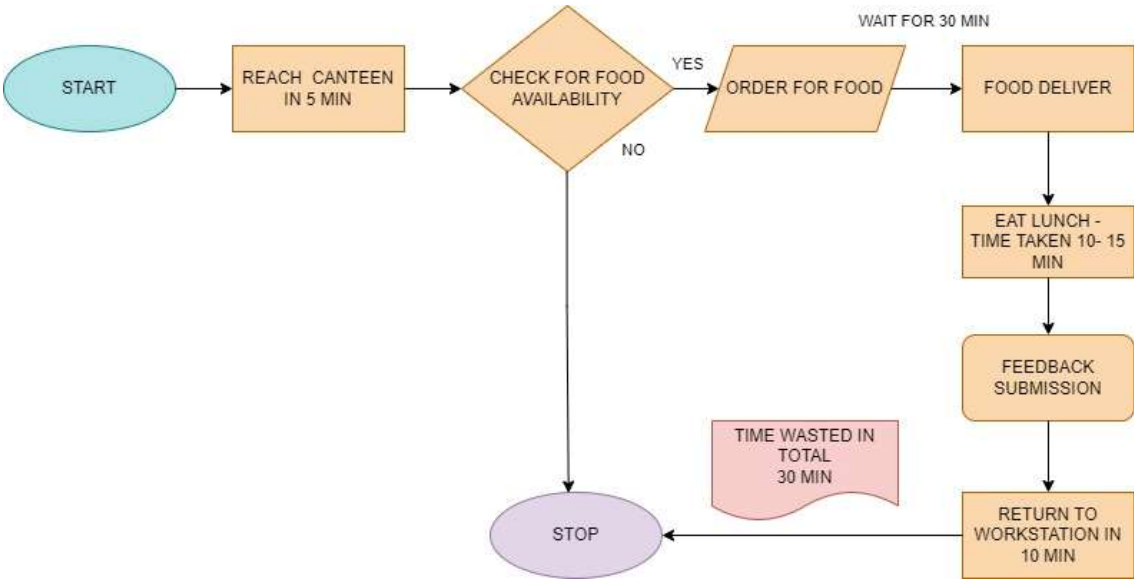 WAIT FOR 30 MIN
START
REACH CANTEEN
IN 5 MIN
CHECK FOR FOOD
AVAILABILITY
YES
ORDER FOR FOOD
FOOD DELIVER
NO
EAT LUNCH -
TIME TAKEN 10- 15
MIN
FEEDBACK
SUBMISSION
TIME WASTED IN
TOTAL
30 MIN
STOP
RETURN TO
WORKSTATION IN
10 MIN